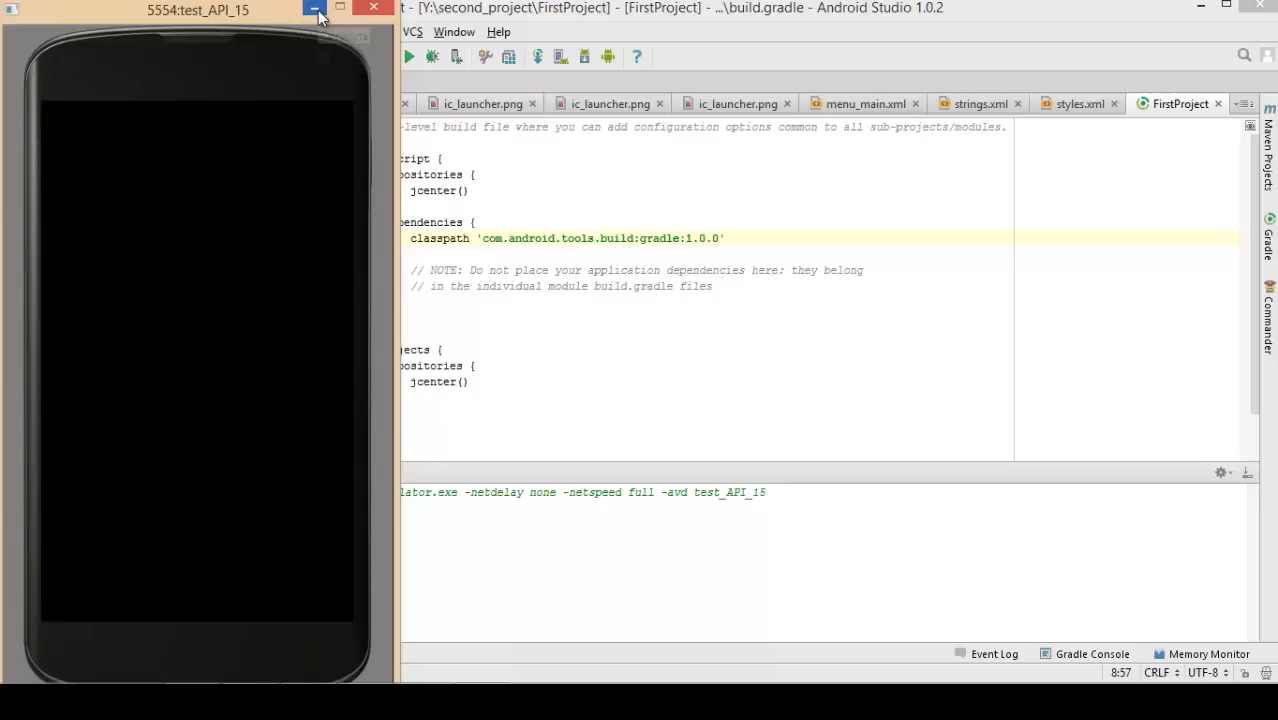 5554:test_API_15
t - [Y:\second_project\FirstProject] - [FirstProject] - ...\build.gradle - Android Studio 1.0.2
VCS Window Help
ic_launcher.png ic_launcher.png ic_launcher.png menu_main.xml strings.xml styles.xml FirstProject
-level build file where you can add configuration options common to all sub-projects/modules.
cript {
positories {
jcenter()
pendencies {
classpath 'com.android.tools.build:gradle:1.0.0'
// NOTE: Do not place your application dependencies here; they belong
// in the individual module build.gradle files
jects {
positories {
jcenter()
lator.exe -netdelay none -netspeed full -avd test_API_15
Maven Projects
Gradle
Commander
Event Log Gradle Console Memory Monitor
8:57 CRLF UTF-8